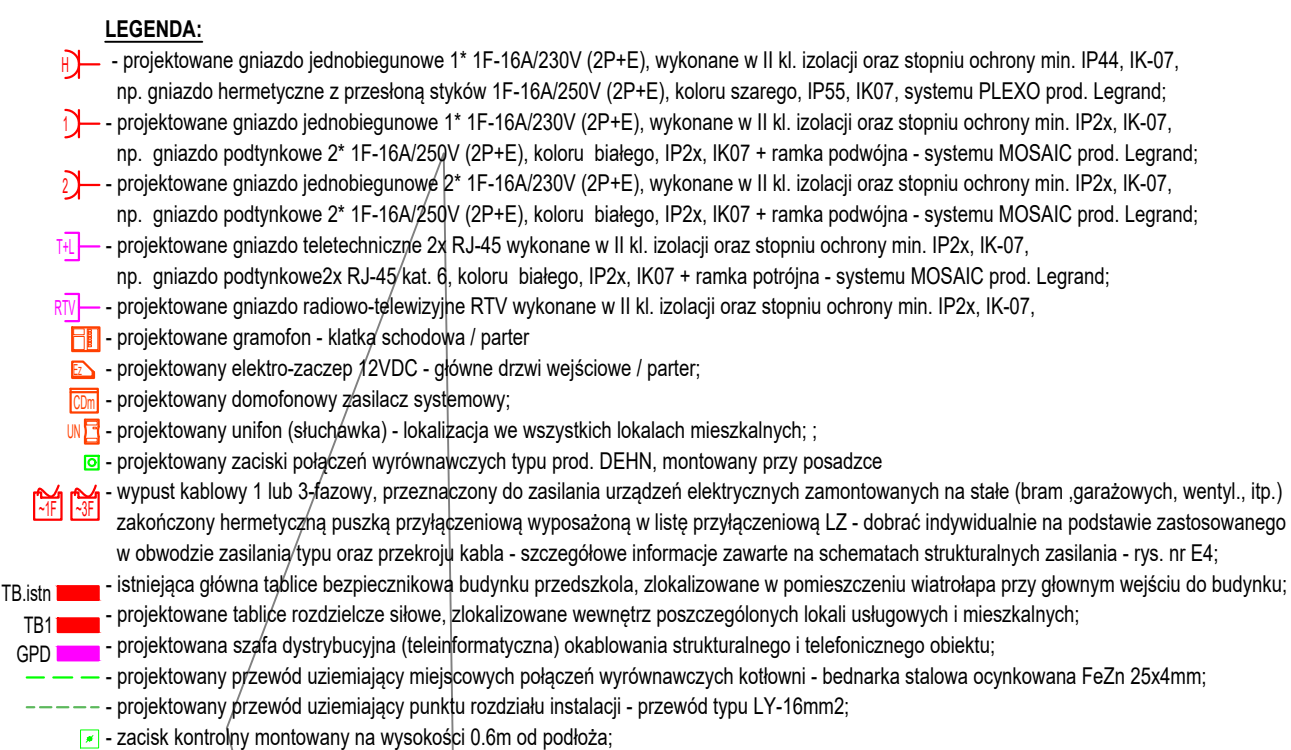 LEGENDA:
H - projektowane gniazdo jednobiegunowe 1* 1F-16A/230V (2P+E), wykonane w II kl. izolacji oraz stopniu ochrony min. IP44, IK-07,
np. gniazdo hermetyczne z przesłoną styków 1F-16A/250V (2P+E), koloru szarego, IP55, IK07, systemu PLEXO prod. Legrand;
1 - projektowane gniazdo jednobiegunowe 1* 1F-16A/230V (2P+E), wykonane w II kl. izolacji oraz stopniu ochrony min. IP2x, IK-07,
np. gniazdo podtynkowe 2* 1F-16A/250V (2P+E), koloru białego, IP2x, IK07 + ramka podwójna - systemu MOSAIC prod. Legrand;
2 - projektowane gniazdo jednobiegunowe 2* 1F-16A/230V (2P+E), wykonane w II kl. izolacji oraz stopniu ochrony min. IP2x, IK-07,
np. gniazdo podtynkowe 2* 1F-16A/250V (2P+E), koloru białego, IP2x, IK07 + ramka podwójna - systemu MOSAIC prod. Legrand;
T+L - projektowane gniazdo teletechniczne 2x RJ-45 wykonane w II kl. izolacji oraz stopniu ochrony min. IP2x, IK-07,
np. gniazdo podtynkowe2x RJ-45 kat. 6, koloru białego, IP2x, IK07 + ramka potrójna - systemu MOSAIC prod. Legrand;
RTV - projektowane gniazdo radiowo-telewizyjne RTV wykonane w II kl. izolacji oraz stopniu ochrony min. IP2x, IK-07,
- projektowane gramofon - klatka schodowa / parter
Ez - projektowany elektro-zaczep 12VDC - główne drzwi wejściowe / parter;
CDm - projektowany domofonowy zasilacz systemowy;
UN - projektowany unifon (słuchawka) - lokalizacja we wszystkich lokalach mieszkalnych; ;
- projektowany zaciski połączeń wyrównawczych typu prod. DEHN, montowany przy posadzce
~1F ~3F - wypust kablowy 1 lub 3-fazowy, przeznaczony do zasilania urządzeń elektrycznych zamontowanych na stałe (bram ,garażowych, wentyl., itp.)
zakończony hermetyczną puszką przyłączeniową wyposażoną w listę przyłączeniową LZ - dobrać indywidualnie na podstawie zastosowanego
w obwodzie zasilania typu oraz przekroju kabla - szczegółowe informacje zawarte na schematach strukturalnych zasilania - rys. nr E4;
TB.istn - istniejąca główna tablice bezpiecznikowa budynku przedszkola, zlokalizowane w pomieszczeniu wiatrołapa przy głownym wejściu do budynku;
TB1 - projektowane tablice rozdzielcze siłowe, zlokalizowane wewnętrz poszczególonych lokali usługowych i mieszkalnych;
GPD - projektowana szafa dystrybucyjna (teleinformatyczna) okablowania strukturalnego i telefonicznego obiektu;
- projektowany przewód uziemiający miejscowych połączeń wyrównawczych kotłowni - bednarka stalowa ocynkowana FeZn 25x4mm;
- projektowany przewód uziemiający punktu rozdziału instalacji - przewód typu LY-16mm2;
- zacisk kontrolny montowany na wysokości 0.6m od podłoża;